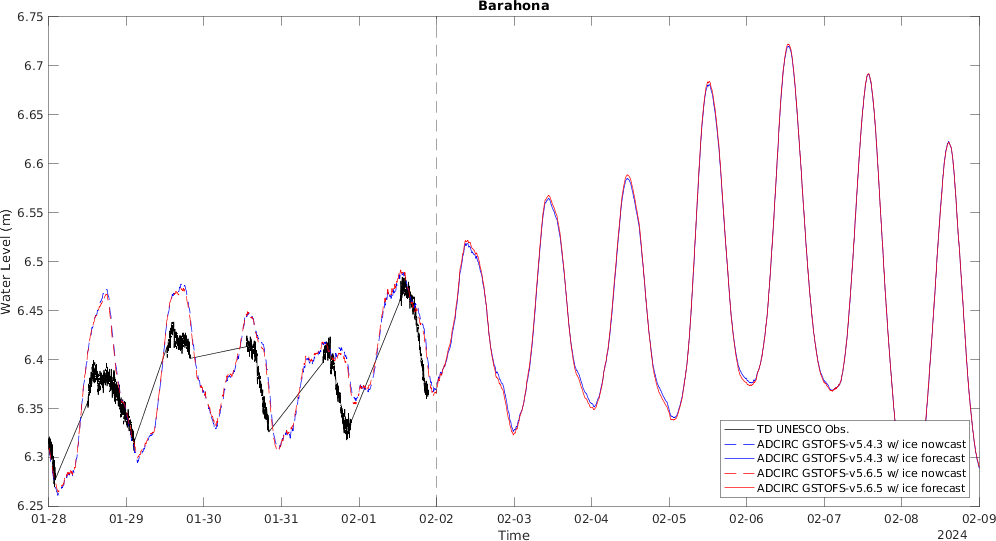 Barahona
6.75
6.7
6.65
6.6
6.55
6.5
6.45
6.4
6.35
6.3
6.25
Water Level (m)
TD UNESCO Obs.
ADCIRC GSTOFS-v5.4.3 w/ ice nowcast
ADCIRC GSTOFS-v5.4.3 w/ ice forecast
ADCIRC GSTOFS-v5.6.5 w/ ice nowcast
ADCIRC GSTOFS-v5.6.5 w/ ice forecast
01-28 01-29 01-30 01-31 02-01 02-02 02-03 02-04 02-05 02-06 02-07 02-08 02-09
Time
2024